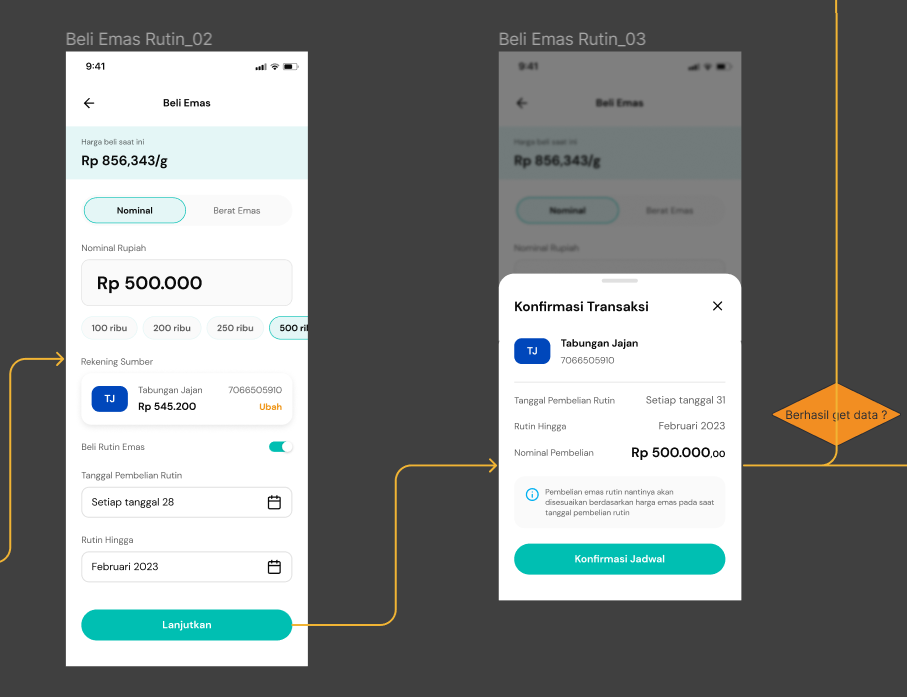 Beli Emas Rutin_02
9:41
Beli Emas
Harga beli saat ini
Rp 856,343/g
Nominal
Berat Emas
Nominal Rupiah
Rp 500.000
100 ribu
200 ribu
250 ribu
500 ri
Rekening Sumber
TJ
Tabungan Jajan
7066505910
Rp 545.200
Ubah
Beli Rutin Emas
Tanggal Pembelian Rutin
Setiap tanggal 28
Rutin Hingga
Februari 2023
Lanjutkan
Beli Emas Rutin_03
9:41
Beli Emas
Harga beli saat ini
Rp 856,343/g
Nominal
Berat Emas
Nominal Rupiah
Konfirmasi Transaksi
TJ
Tabungan Jajan
7066505910
Tanggal Pembelian Rutin
Setiap tanggal 31
Rutin Hingga
Februari 2023
Nominal Pembelian
Rp 500.000,00
Pembelian emas rutin nantinya akan
disesuaikan berdasarkan harga emas pada saat
tanggal pembelian rutin
Konfirmasi Jadwal
Berhasil get data ?